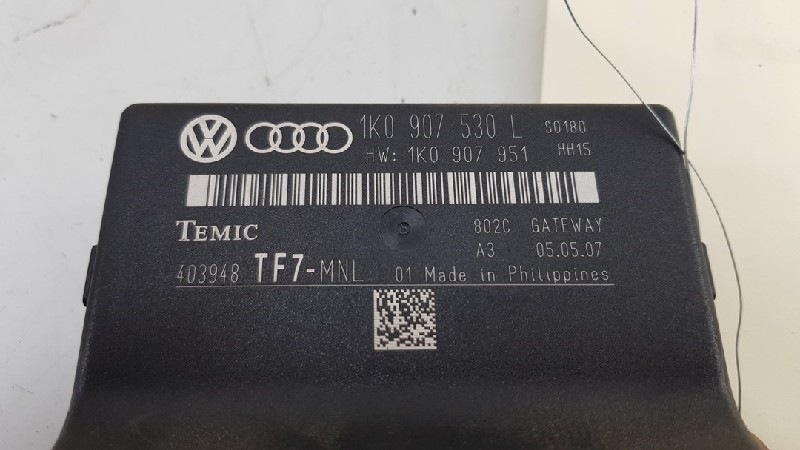 1K0 907 530 L S0180
HW: 1K0 907 951 HH15
TEMIC 802C GATEWAY
A3 05.05.07
403948 TF7-MNL 01 Made in Philippines